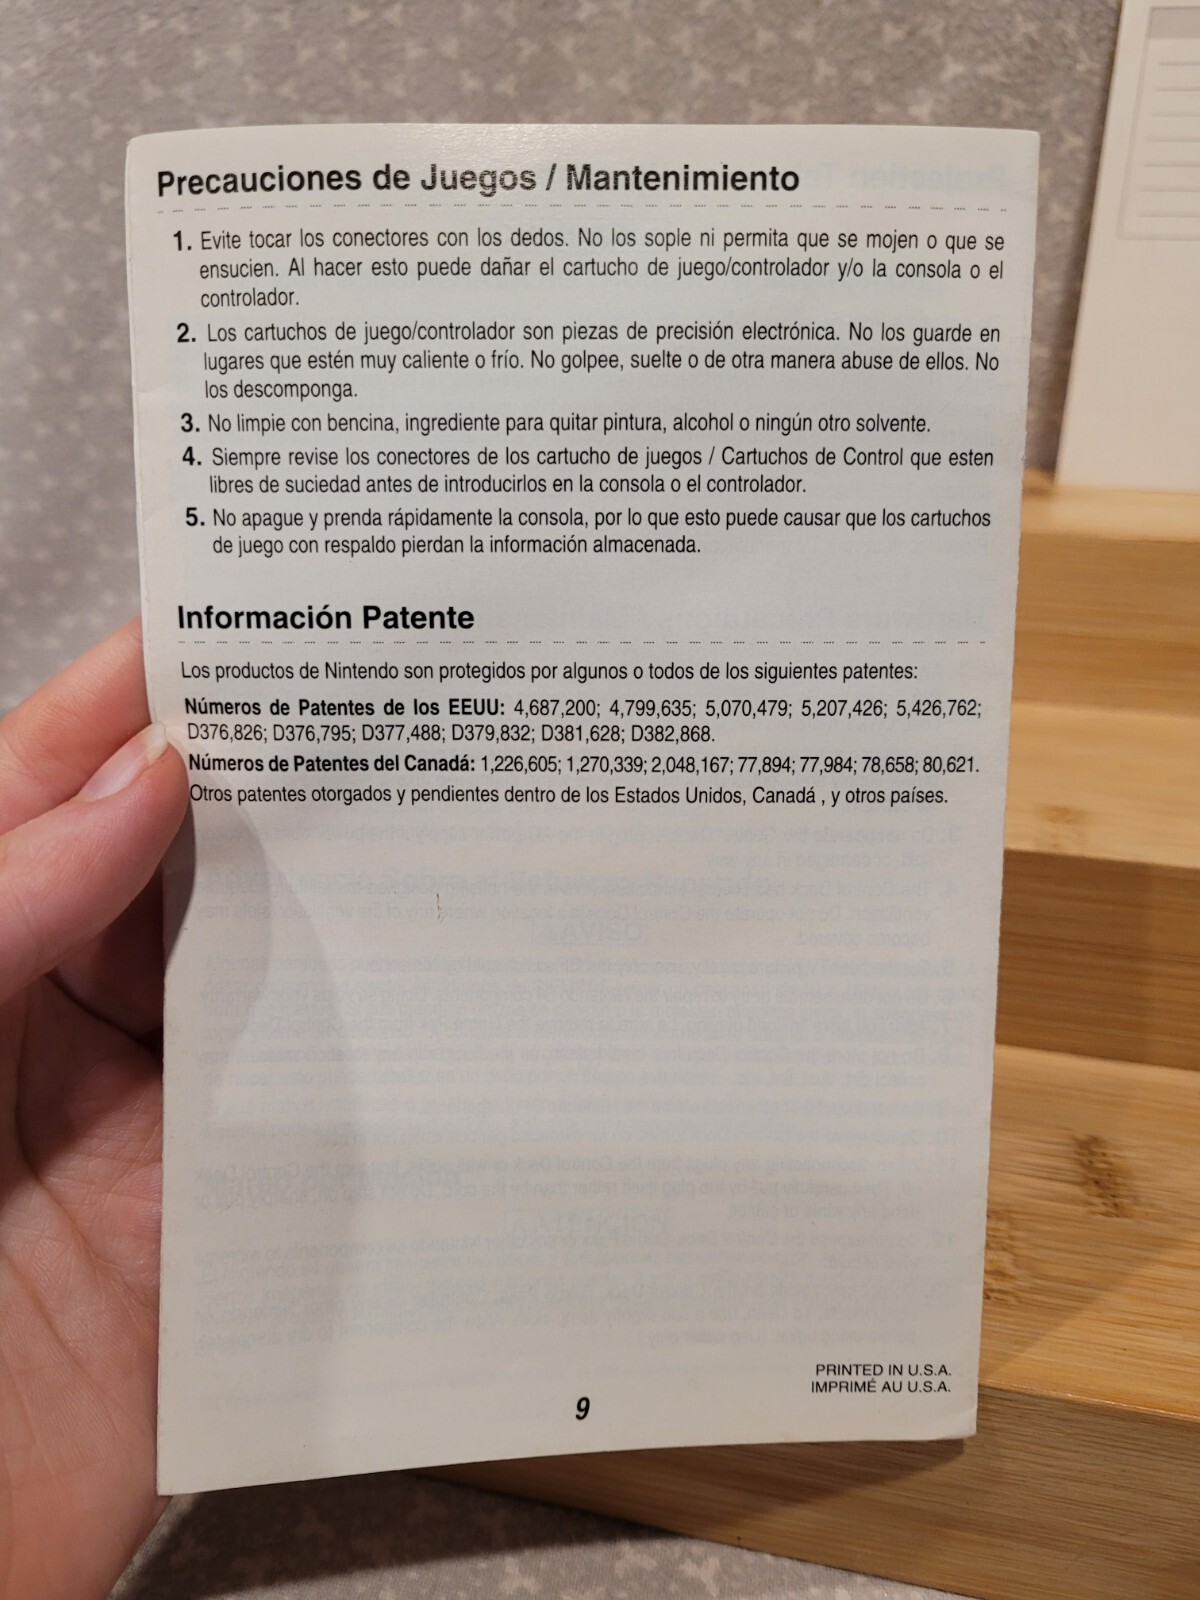 Precauciones de Juegos / Mantenimiento
1. Evite tocar los conectores con los dedos. No los sople ni permita que se mojen o que se
ensucien. Al hacer esto puede dañar el cartucho de juego/controlador y/o la consola o el
controlador.
2. Los cartuchos de juego/controlador son piezas de precisión electrónica. No los guarde en
lugares que estén muy caliente o frío. No golpee, suelte o de otra manera abuse de ellos. No
los descomponga.
3. No limpie con bencina, ingrediente para quitar pintura, alcohol o ningún otro solvente.
4. Siempre revise los conectores de los cartucho de juegos / Cartuchos de Control que esten
libres de suciedad antes de introducirlos en la consola o el controlador.
5. No apague y prenda rápidamente la consola, por lo que esto puede causar que los cartuchos
de juego con respaldo pierdan la información almacenada.
Información Patente
Los productos de Nintendo son protegidos por algunos o todos de los siguientes patentes:
Números de Patentes de los EEUU: 4,687,200; 4,799,635; 5,070,479; 5,207,426; 5,426,762;
D376,826; D376,795; D377,488; D379,832; D381,628; D382,868.
Números de Patentes del Canadá: 1,226,605; 1,270,339; 2,048,167; 77,894; 77,984; 78,658; 80,621.
Otros patentes otorgados y pendientes dentro de los Estados Unidos, Canadá , y otros países.
PRINTED IN U.S.A.
IMPRIMÉ AU U.S.A.
9